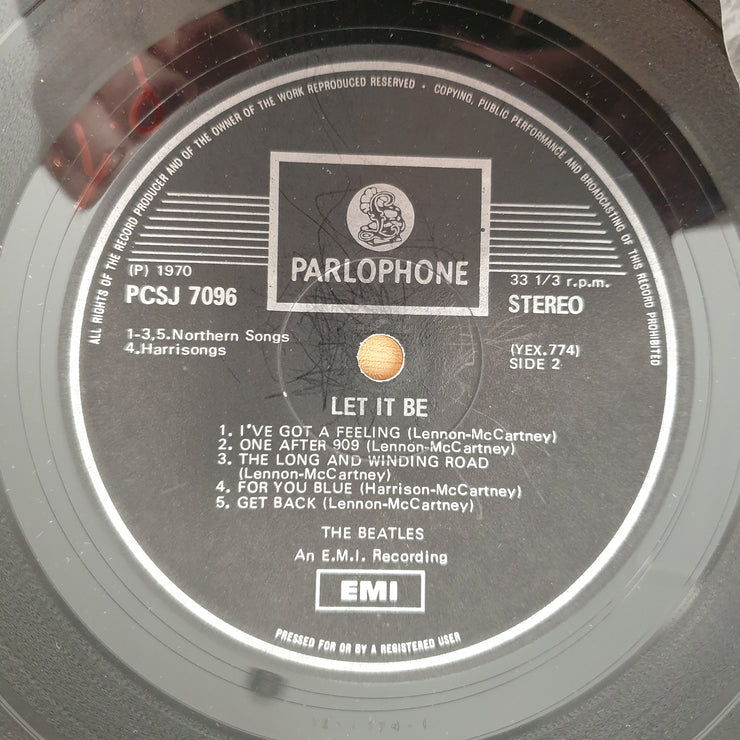 ALL RIGHTS OF THE RECORD PRODUCER AND OF THE OWNER OF THE WORK REPRODUCED RESERVED • COPYING, PUBLIC PERFORMANCE AND BROADCASTING OF THIS RECORD PROHIBITED
PARLOPHONE
(P) 1970
PCSJ 7096
33 1/3 r.p.m.
STEREO
1-3,5.Northern Songs
4.Harrisongs
(YEX.774)
SIDE 2
LET IT BE
1. I'VE GOT A FEELING (Lennon-McCartney)
2. ONE AFTER 909 (Lennon-McCartney)
3. THE LONG AND WINDING ROAD
(Lennon-McCartney)
4. FOR YOU BLUE (Harrison-McCartney)
5. GET BACK (Lennon-McCartney)
THE BEATLES
An E.M.I. Recording
EMI
PRESSED FOR OR BY A REGISTERED USER